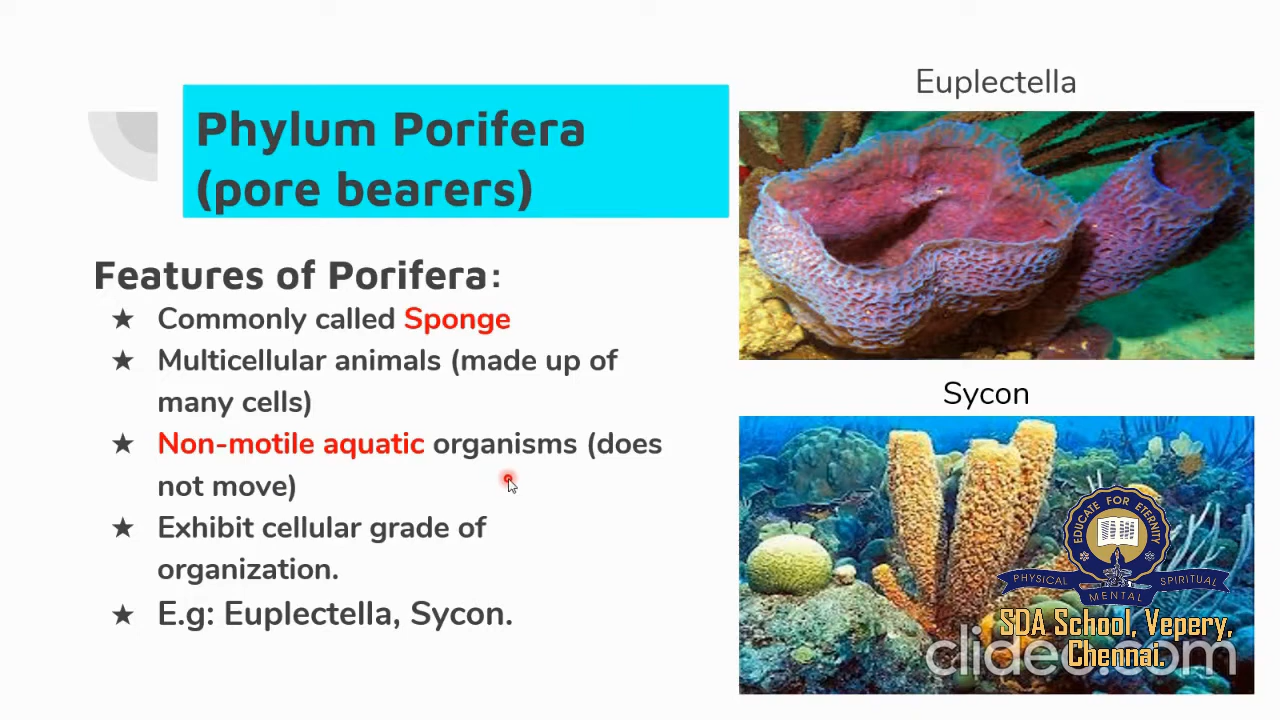 Euplectella
Phylum Porifera
(pore bearers)
Features of Porifera:
★ Commonly called Sponge
★ Multicellular animals (made up of
many cells)
★ Non-motile aquatic organisms (does
not move)
★ Exhibit cellular grade of
organization.
★ E.g: Euplectella, Sycon.
Sycon
EDUCATE FOR ETERNITY
PHYSICAL
MENTAL
SPIRITUAL
SDA School, Vepery,
Chennai.
clideo.com